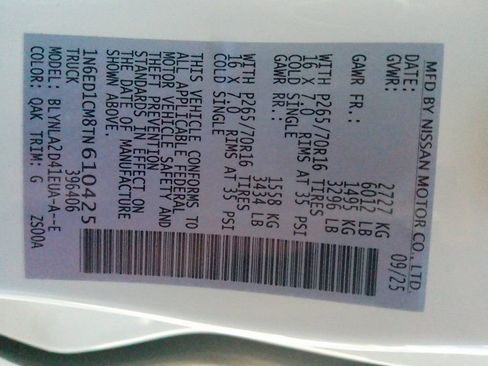 MFD BY NISSAN MOTOR CO., LTD.
DATE: 09/25
GVWR: 2727 KG
6012 LB
GAWR FR: 1495 KG
3296 LB
WITH P265/70R16 TIRES
16 X 7.0 RIMS AT 35 PSI
COLD SINGLE
GAWR RR: 1558 KG
3434 LB
WITH P265/70R16 TIRES
16 X 7.0 RIMS AT 35 PSI
COLD SINGLE
THIS VEHICLE CONFORMS TO
ALL APPLICABLE FEDERAL
MOTOR VEHICLE SAFETY AND
THEFT PREVENTION
STANDARDS IN EFFECT ON
THE DATE OF MANUFACTURE
SHOWN ABOVE.
1N6ED1CM8TN610425
TRUCK 396406
MODEL: BLYNLA2D41EUA-A--E
COLOR: QAK TRIM: G ZS00A